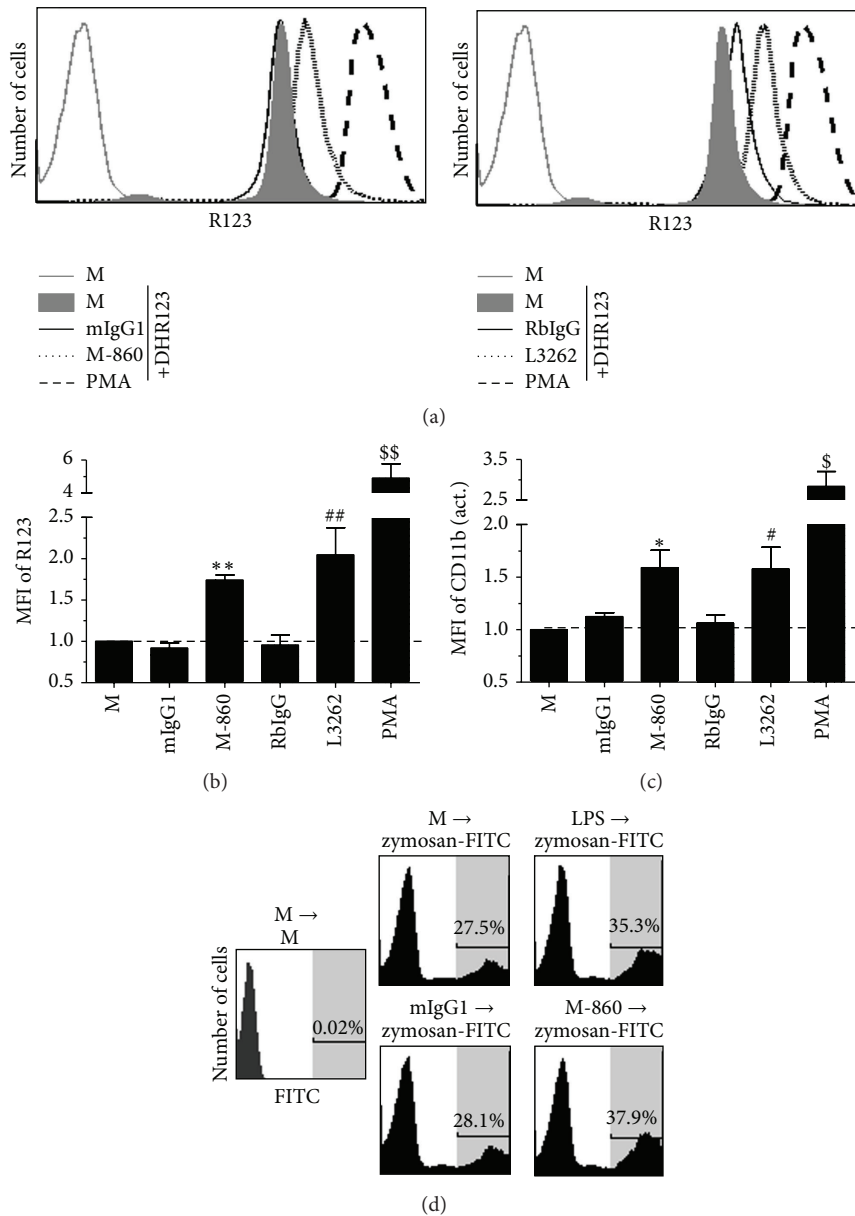 Number of cells
R123
M
M
mIgG1
M-860
PMA
+DHR123
Number of cells
R123
M
M
RbIgG
L3262
PMA
+DHR123
(a)
MFI of R123
6
4
2.5
2.0
1.5
1.0
0.5
**
##
$$
M
mIgG1
M-860
RbIgG
L3262
PMA
(b)
MFI of CD11b (act.)
3.5
2.5
2.0
1.5
1.0
0.5
*
#
$
M
mIgG1
M-860
RbIgG
L3262
PMA
(c)
M →
M
Number of cells
0.02%
FITC
M →
zymosan-FITC
27.5%
LPS →
zymosan-FITC
35.3%
mIgG1 →
zymosan-FITC
28.1%
M-860 →
zymosan-FITC
37.9%
(d)